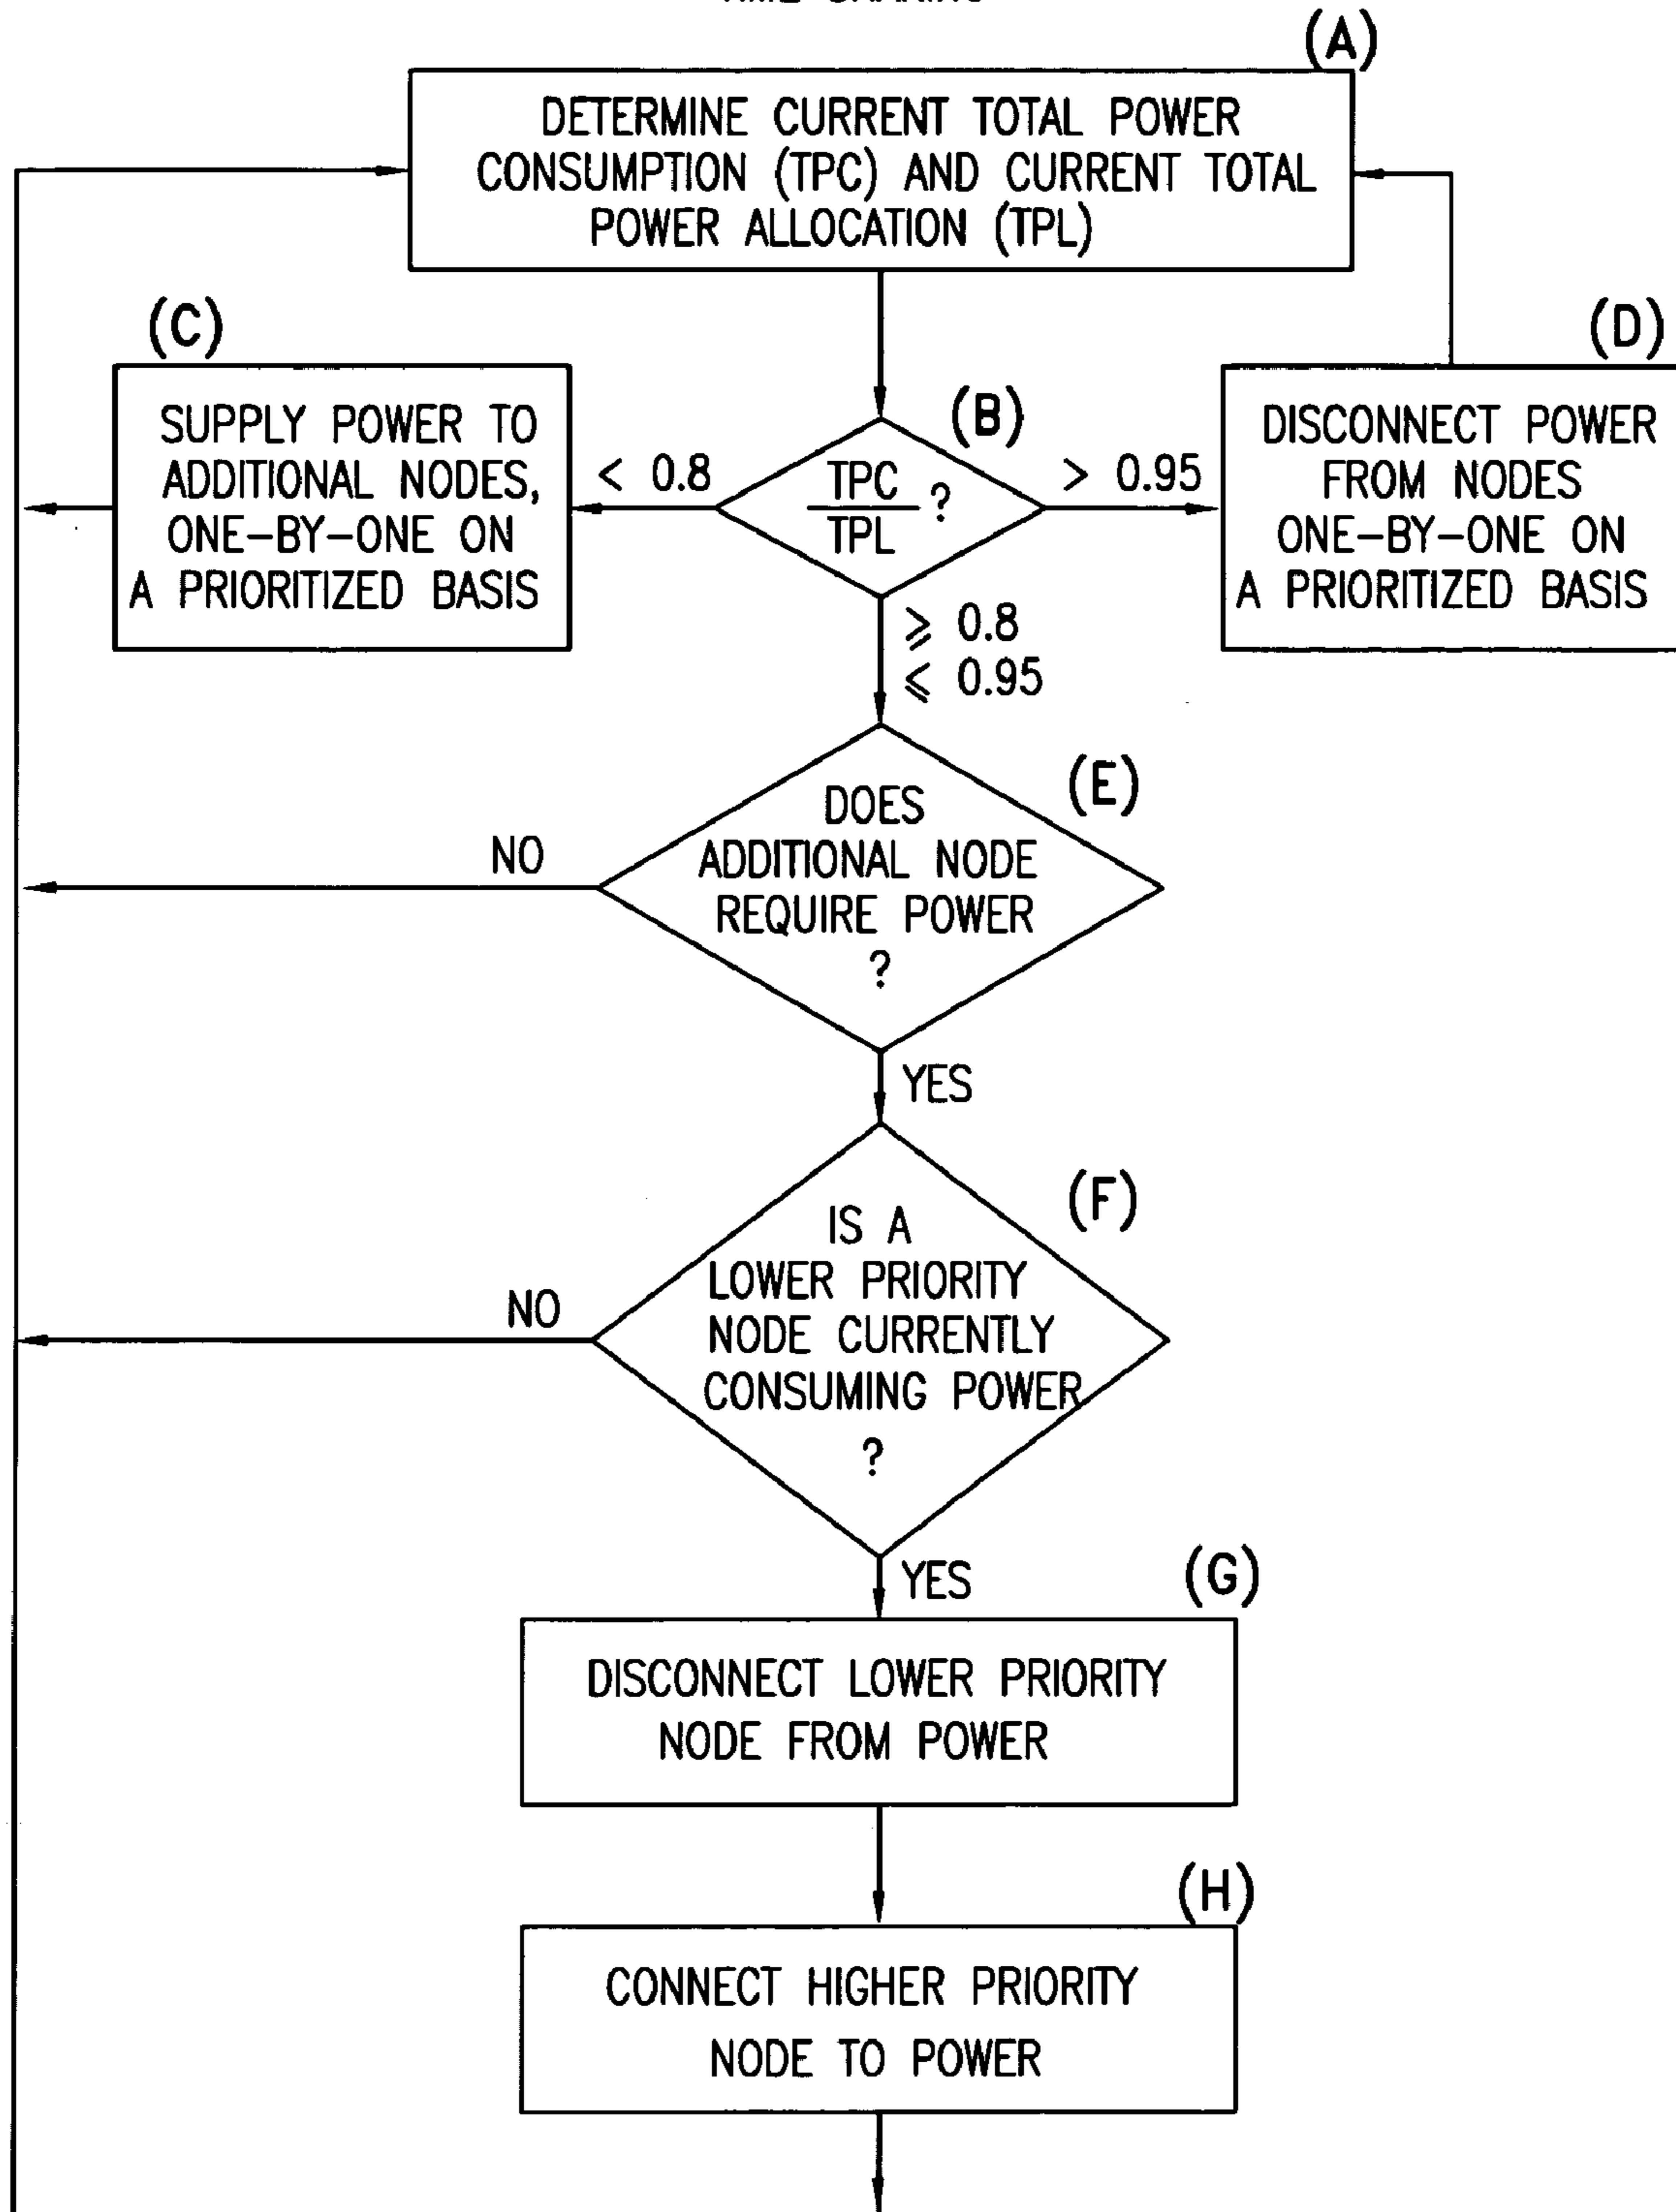 (A)
DETERMINE CURRENT TOTAL POWER
CONSUMPTION (TPC) AND CURRENT TOTAL
POWER ALLOCATION (TPL)
(C)
SUPPLY POWER TO
ADDITIONAL NODES,
ONE-BY-ONE ON
A PRIORITIZED BASIS
< 0.8
(B)
TPC
TPL
?
> 0.95
(D)
DISCONNECT POWER
FROM NODES
ONE-BY-ONE ON
A PRIORITIZED BASIS
⩾ 0.8
⩽ 0.95
(E)
DOES
ADDITIONAL NODE
REQUIRE POWER
?
NO
YES
(F)
IS A
LOWER PRIORITY
NODE CURRENTLY
CONSUMING POWER
?
NO
YES
(G)
DISCONNECT LOWER PRIORITY
NODE FROM POWER
(H)
CONNECT HIGHER PRIORITY
NODE TO POWER